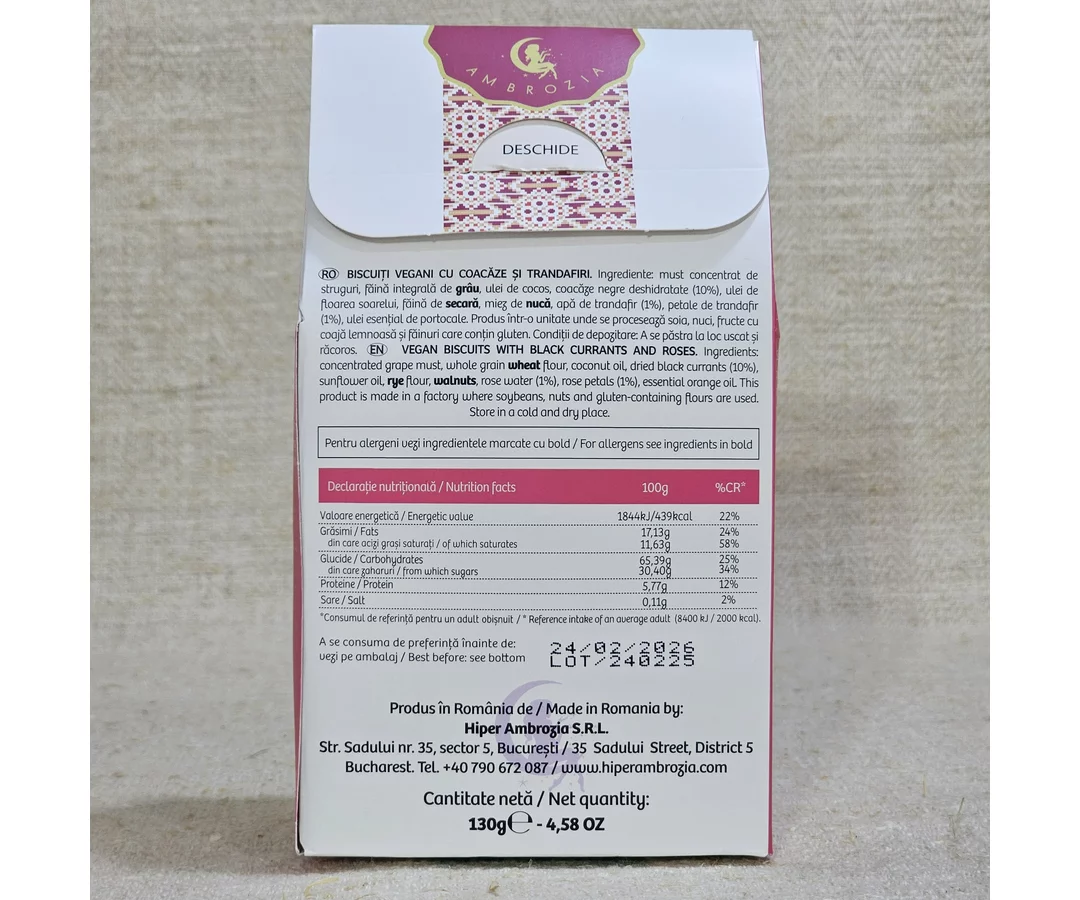 AMBROZIA
DESCHIDE
(RO) BISCUIȚI VEGANI CU COACĂZE ȘI TRANDAFIRI. Ingrediente: must concentrat de
struguri, făină integrală de grâu, ulei de cocos, coacăze negre deshidratate (10%), ulei de
floarea soarelui, făină de secară, miez de nucă, apă de trandafir (1%), petale de trandafir
(1%), ulei esențial de portocale. Produs într-o unitate unde se procesează soia, nuci, fructe cu
coajă lemnoasă și făinuri care conțin gluten. Condiții de depozitare: A se păstra la loc uscat și
răcoros. (EN) VEGAN BISCUITS WITH BLACK CURRANTS AND ROSES. Ingredients:
concentrated grape must, whole grain wheat flour, coconut oil, dried black currants (10%),
sunflower oil, rye flour, walnuts, rose water (1%), rose petals (1%), essential orange oil. This
product is made in a factory where soybeans, nuts and gluten-containing flours are used.
Store in a cold and dry place.
Pentru alergeni vezi ingredientele marcate cu bold / For allergens see ingredients in bold
Declarație nutrițională / Nutrition facts 100g %CR*
Valoare energetică / Energetic value 1844kJ/439kcal 22%
Grăsimi / Fats 17,13g 24%
din care acizi grași saturați / of which saturates 11,63g 58%
Glucide / Carbohydrates 65,39g 25%
din care zaharuri / from which sugars 30,40g 34%
Proteine / Protein 5,77g 12%
Sare / Salt 0,11g 2%
*Consumul de referință pentru un adult obișnuit / * Reference intake of an average adult (8400 kJ / 2000 kcal).
A se consuma de preferință înainte de: 24/02/2026
vezi pe ambalaj / Best before: see bottom LOT/240225
Produs în România de / Made in Romania by:
Hiper Ambrozia S.R.L.
Str. Sadului nr. 35, sector 5, București / 35 Sadului Street, District 5
Bucharest. Tel. +40 790 672 087 / www.hiperambrozia.com
Cantitate netă / Net quantity:
130g℮ - 4,58 OZ